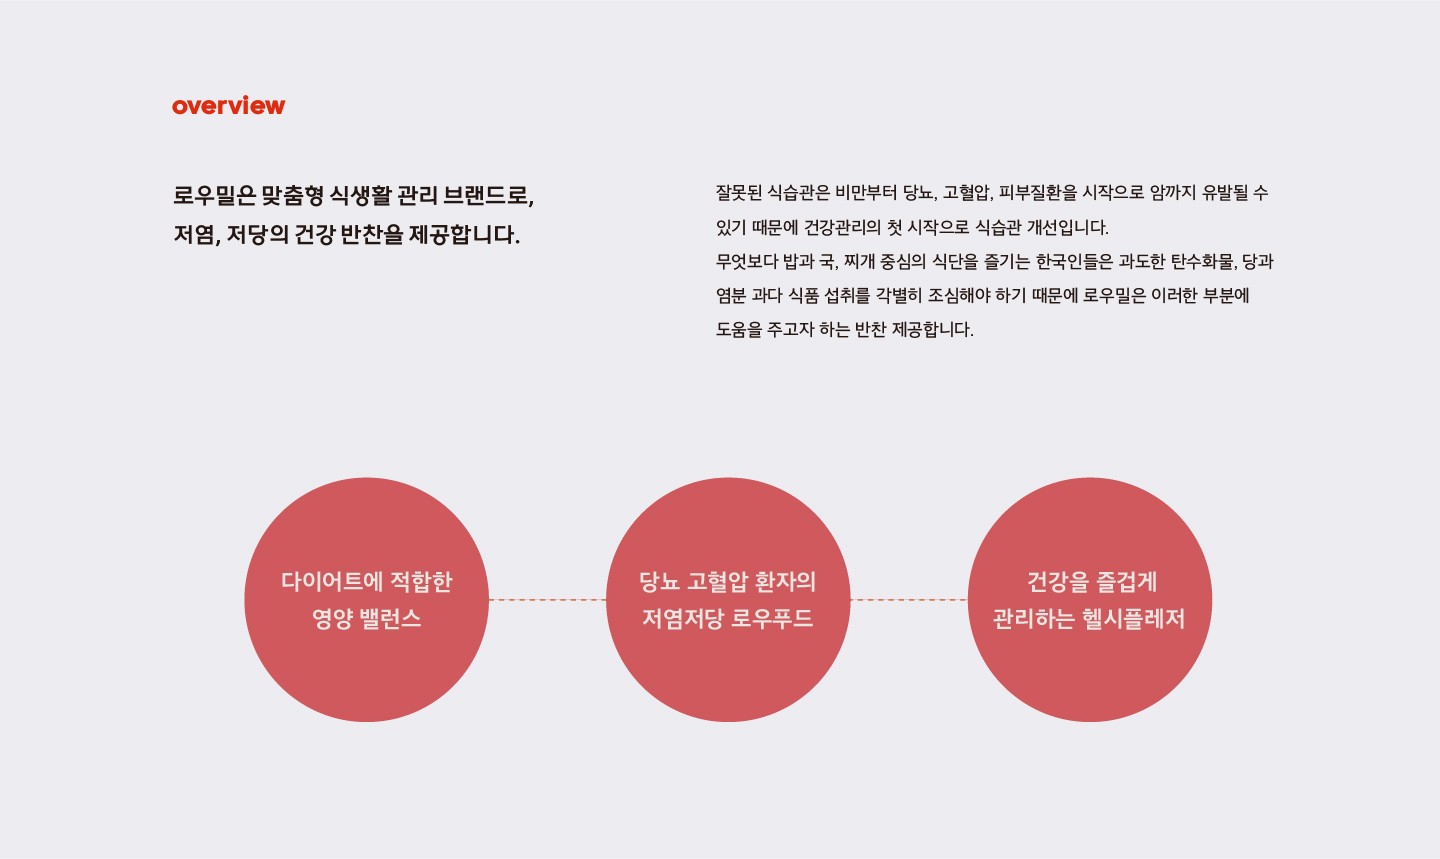 overview
로우밀은 맞춤형 식생활 관리 브랜드로,
저염, 저당의 건강 반찬을 제공합니다.
잘못된 식습관은 비만부터 당뇨, 고혈압, 피부질환을 시작으로 암까지 유발될 수
있기 때문에 건강관리의 첫 시작으로 식습관 개선입니다.
무엇보다 밥과 국, 찌개 중심의 식단을 즐기는 한국인들은 과도한 탄수화물, 당과
염분 과다 식품 섭취를 각별히 조심해야 하기 때문에 로우밀은 이러한 부분에
도움을 주고자 하는 반찬 제공합니다.
다이어트에 적합한
영양 밸런스
당뇨 고혈압 환자의
저염저당 로우푸드
건강을 즐겁게
관리하는 헬시플레저